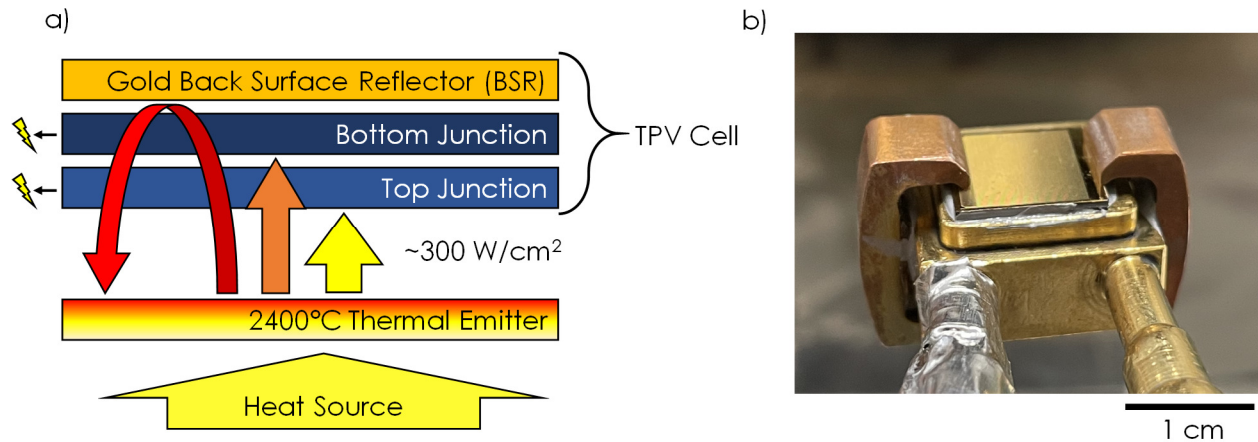 a)
Gold Back Surface Reflector (BSR)
Bottom Junction
TPV Cell
Top Junction
~300 W/cm²
2400°C Thermal Emitter
Heat Source
b)
1 cm